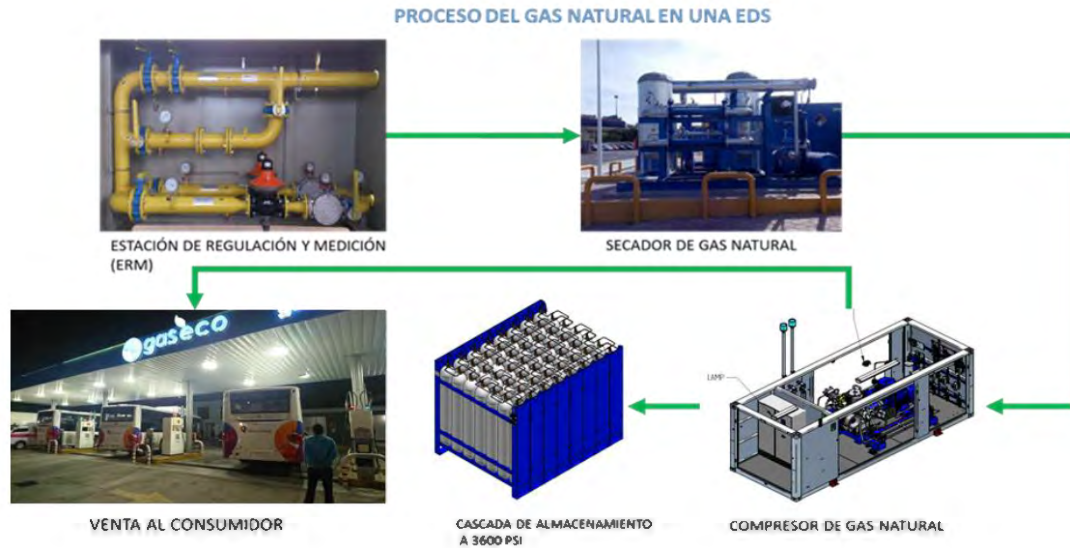 PROCESO DEL GAS NATURAL EN UNA EDS
ESTACIÓN DE REGULACIÓN Y MEDICIÓN
(ERM)
SECADOR DE GAS NATURAL
gaseco
LAMP
VENTA AL CONSUMIDOR
CASCADA DE ALMACENAMIENTO
A 3600 PSI
COMPRESOR DE GAS NATURAL